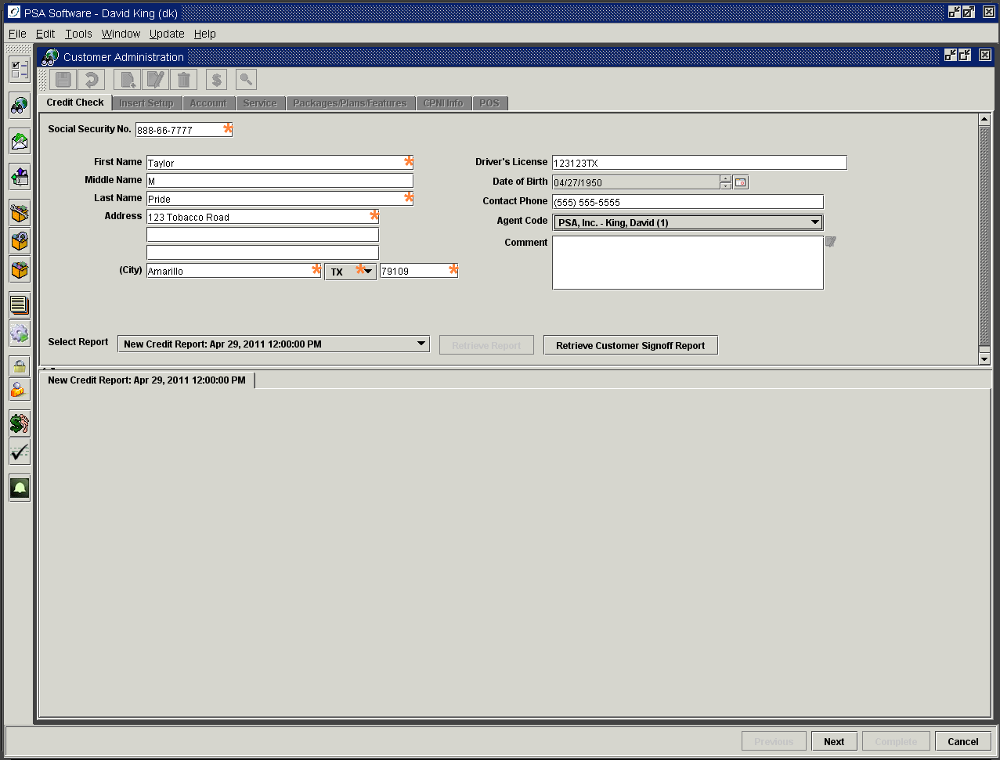 PSA Software - David King (dk)
File Edit Tools Window Update Help
Customer Administration
Credit Check Insert Setup Account Service Packages/Plans/Features CPNI Info POS
Social Security No. 888-66-7777
First Name Taylor
Middle Name M
Last Name Pride
Address 123 Tobacco Road
(City) Amarillo TX 79109
Driver's License 123123TX
Date of Birth 04/27/1950
Contact Phone (555) 555-5555
Agent Code PSA, Inc. - King, David (1)
Comment
Select Report New Credit Report: Apr 29, 2011 12:00:00 PM Retrieve Report Retrieve Customer Signoff Report
New Credit Report: Apr 29, 2011 12:00:00 PM
Previous Next Complete Cancel